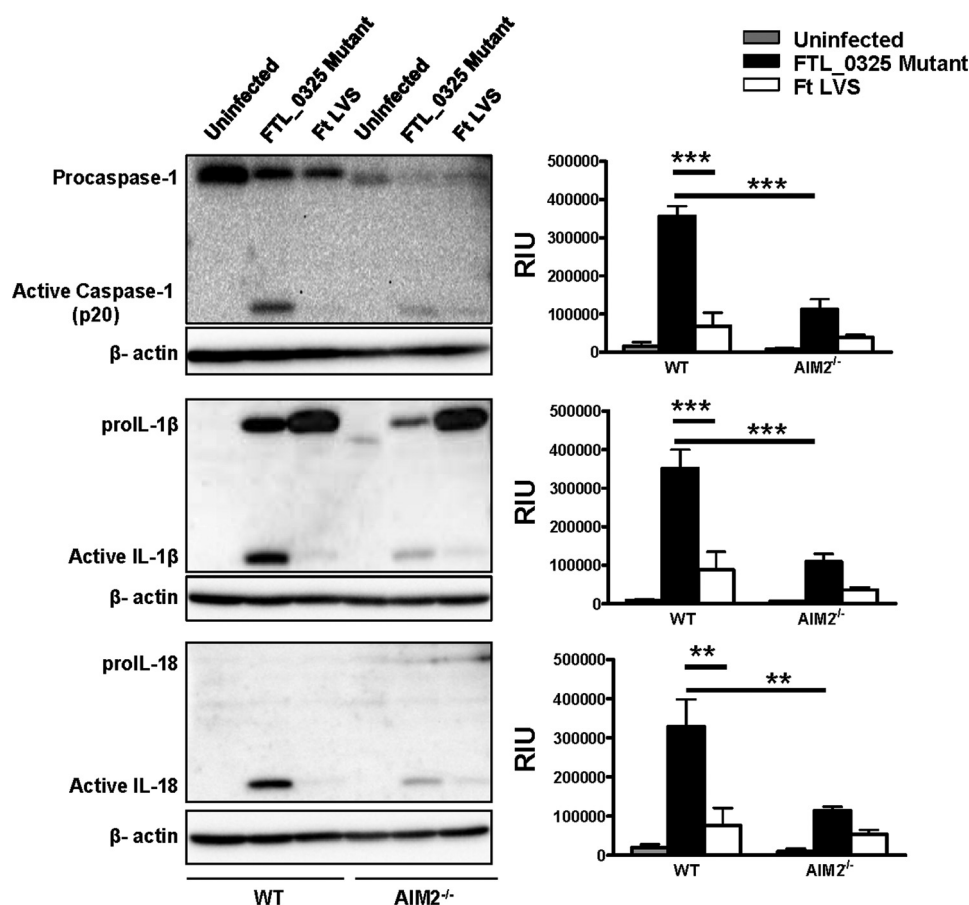 Uninfected
FTL_0325 Mutant
Ft LVS
Uninfected
FTL_0325 Mutant
Ft LVS
Uninfected
FTL_0325 Mutant
Ft LVS
Procaspase-1
Active Caspase-1
(p20)
β- actin
500000
400000
300000
200000
100000
0
RIU
***
***
WT
AIM2-/-
proIL-1β
Active IL-1β
β- actin
500000
400000
300000
200000
100000
0
RIU
***
***
WT
AIM2-/-
proIL-18
Active IL-18
β- actin
500000
400000
300000
200000
100000
0
RIU
**
**
WT
AIM2-/-
WT
AIM2-/-